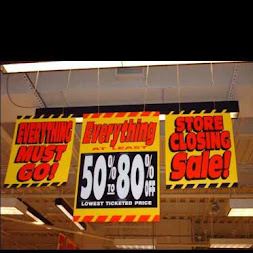 EVERYTHING
MUST
GO!
Everything
AT LEAST
50% TO 80% OFF
LOWEST TICKETED PRICE
STORE
CLOSING
Sale!